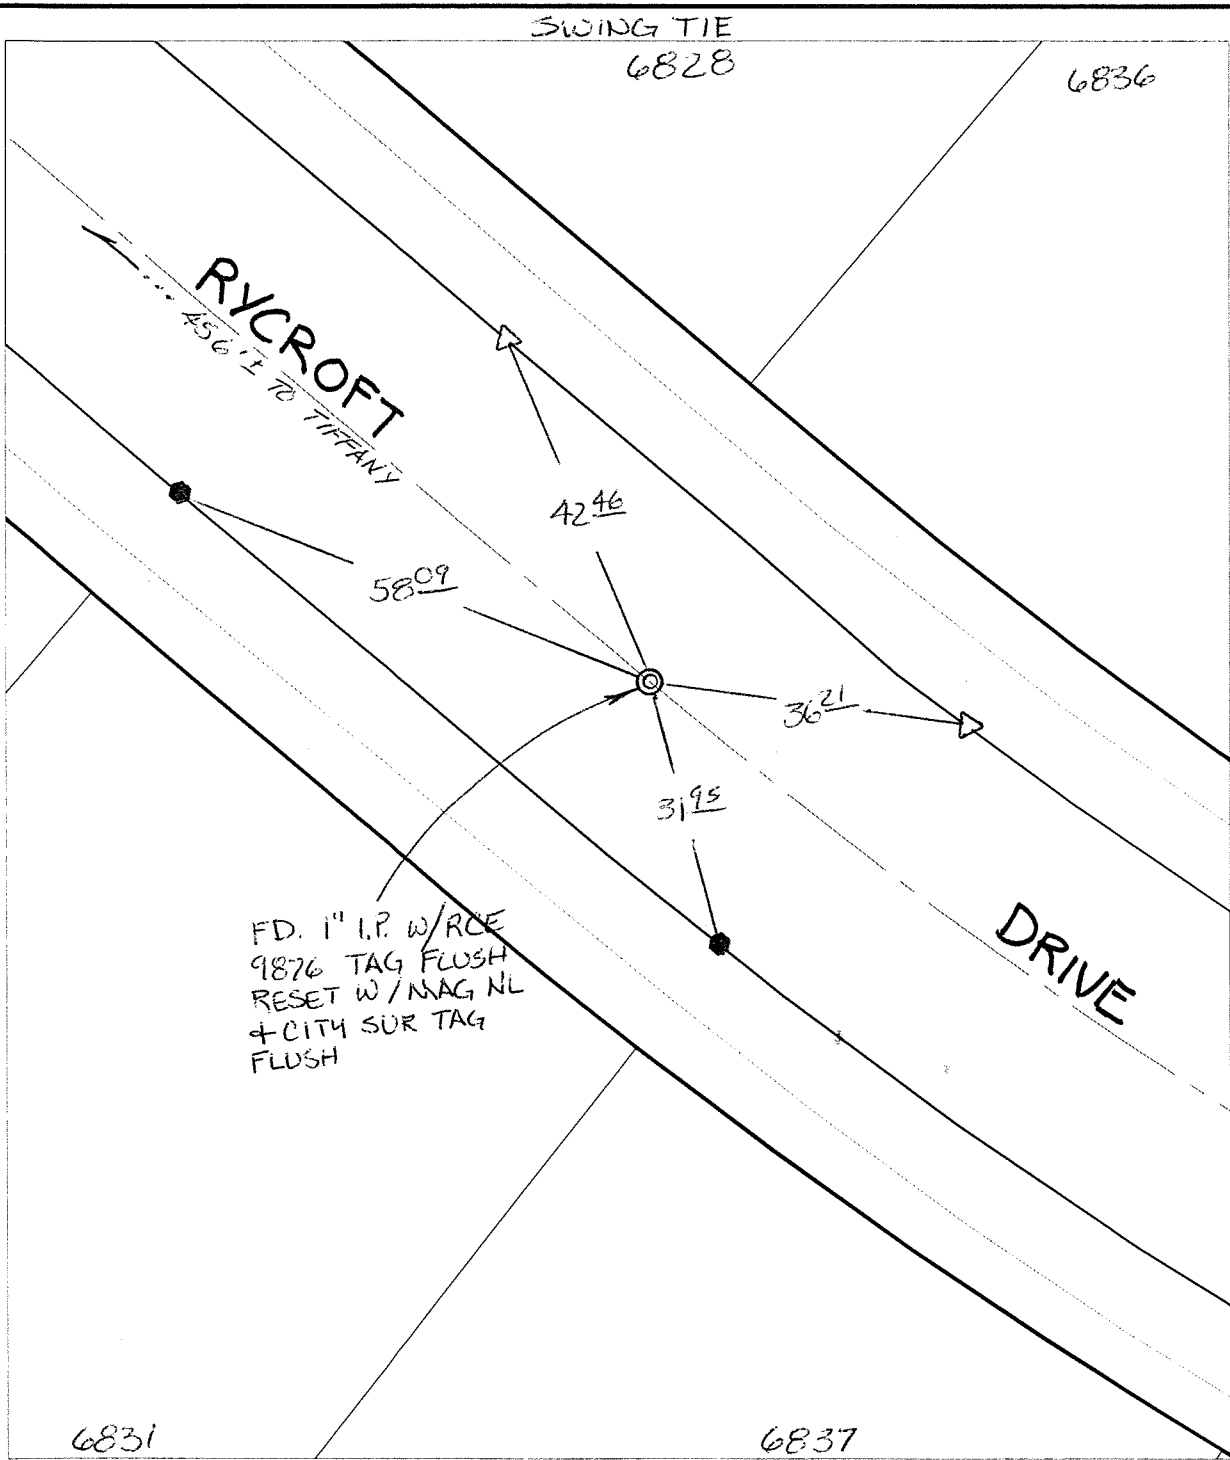 SWING TIE
6828
6836
RYCROFT
456'± TO TIFFANY
42 46
58 09
36 21
31 95
DRIVE
FD. 1" I.P. W/RCE
9876 TAG FLUSH
RESET W/MAG NL
& CITY SUR TAG
FLUSH
6831
6837